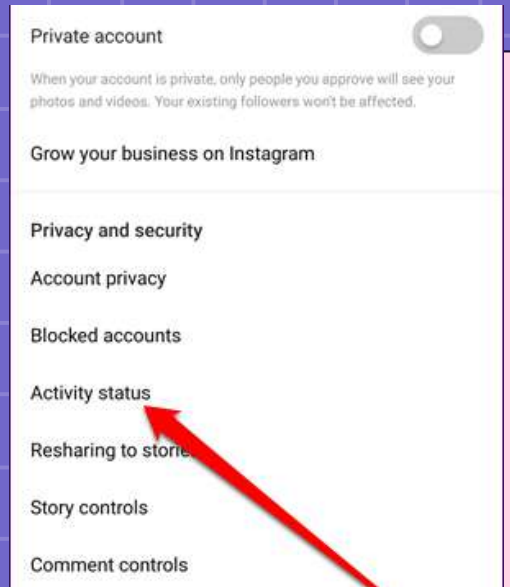 Private account
When your account is private, only people you approve will see your
photos and videos. Your existing followers won't be affected.
Grow your business on Instagram
Privacy and security
Account privacy
Blocked accounts
Activity status
Resharing to stories
Story controls
Comment controls